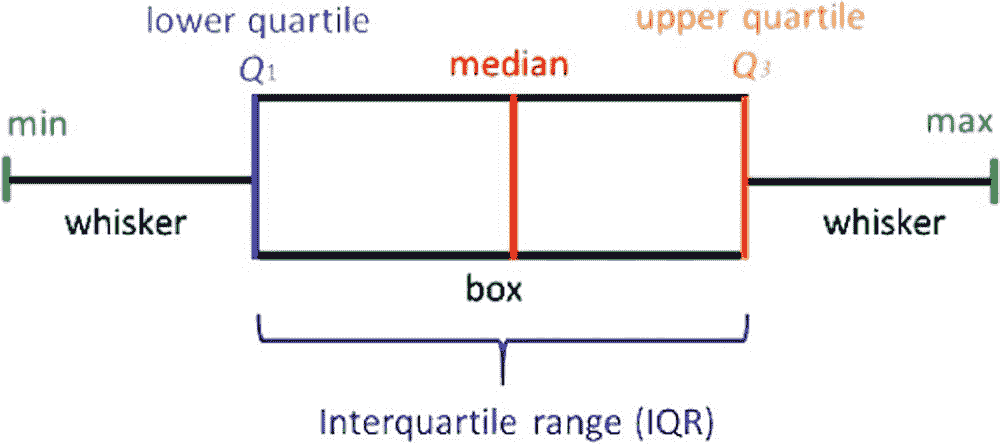 lower quartile
Q1
median
upper quartile
Q3
min
max
whisker
whisker
box
Interquartile range (IQR)